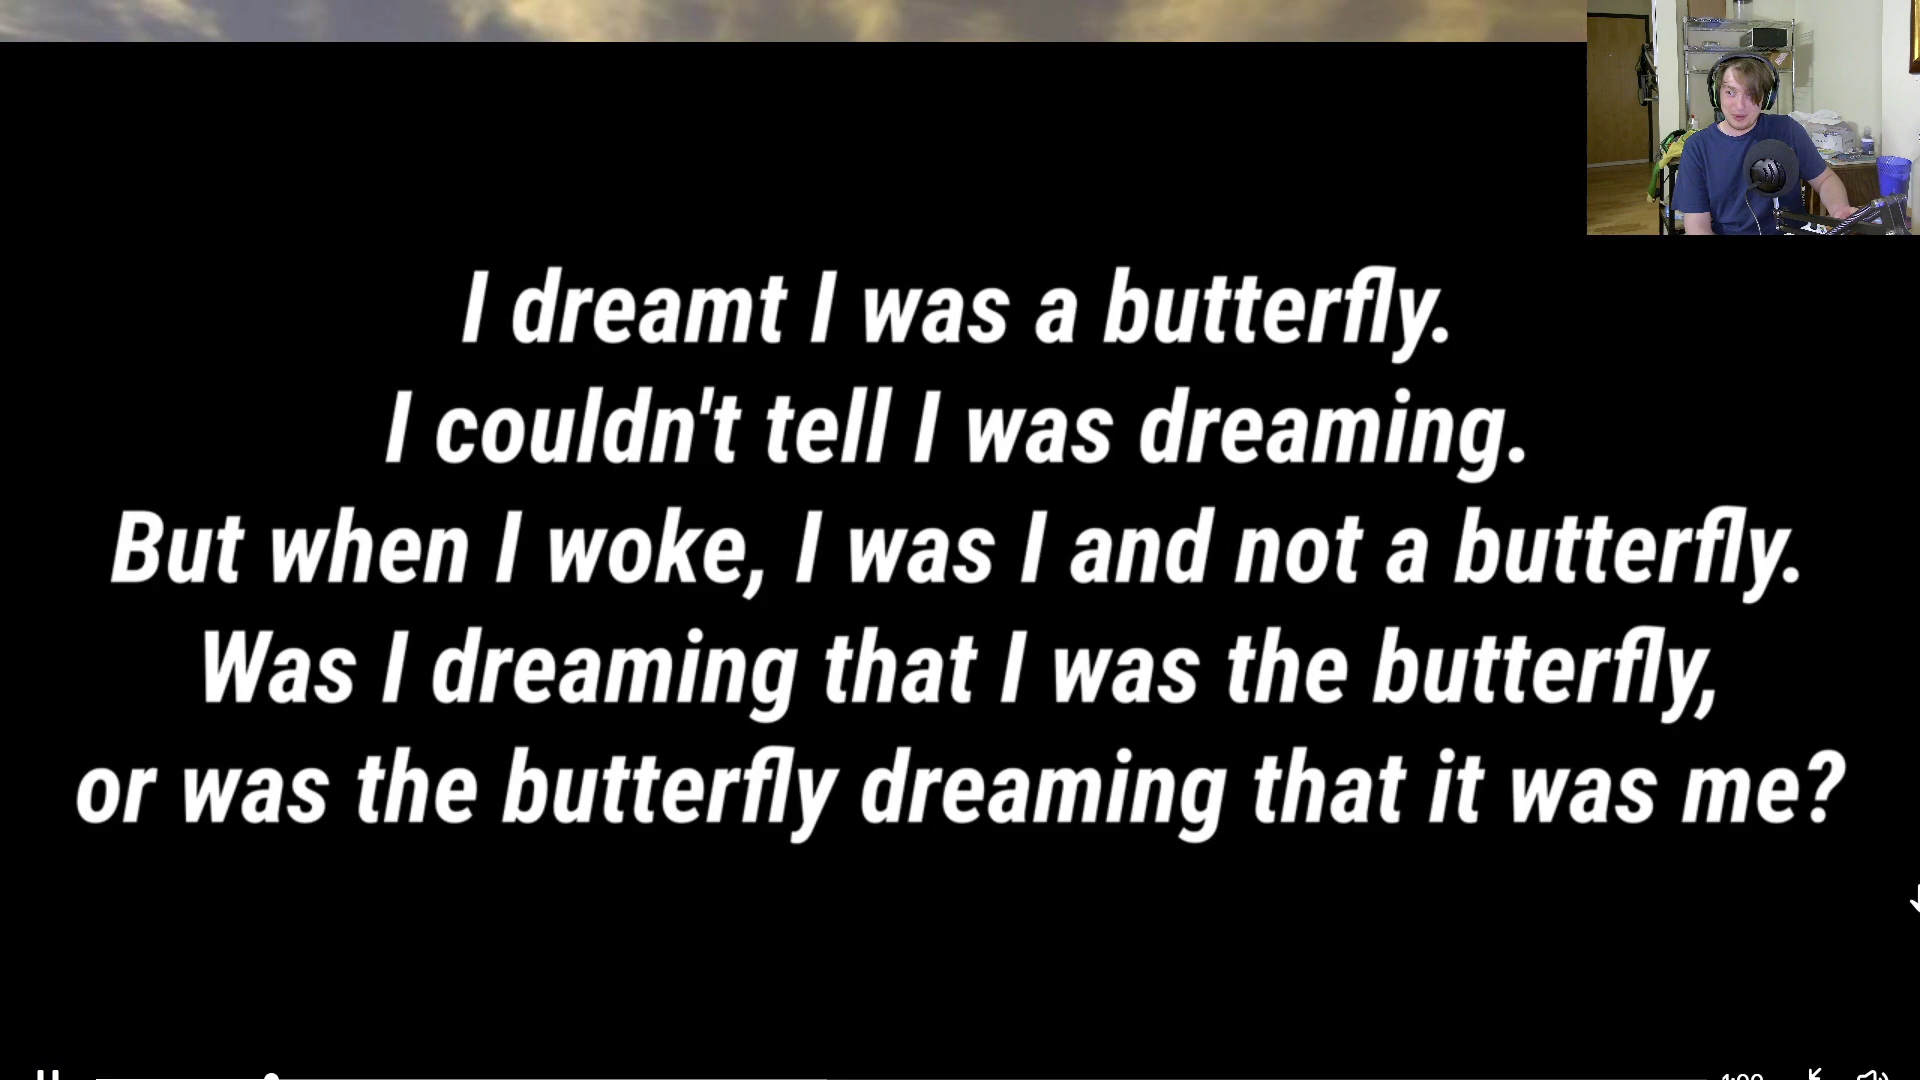 I dreamt I was a butterfly.
I couldn't tell I was dreaming.
But when I woke, I was I and not a butterfly.
Was I dreaming that I was the butterfly,
or was the butterfly dreaming that it was me?